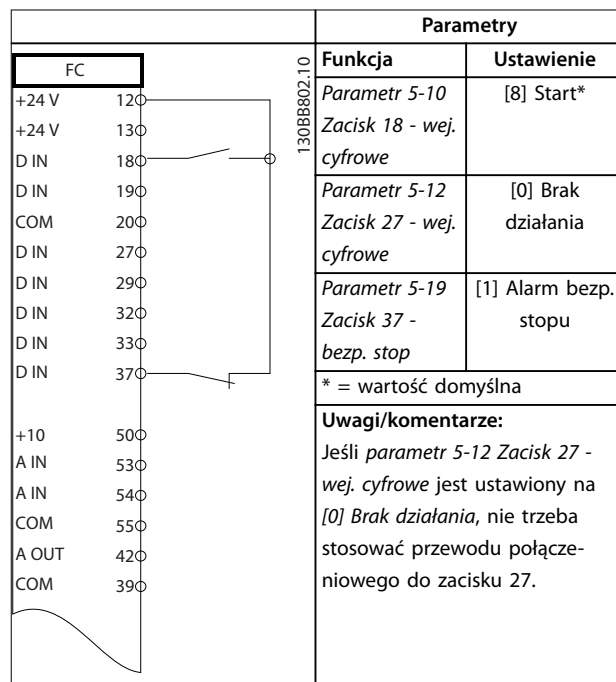 FC
+24 V 12
+24 V 13
D IN 18
D IN 19
COM 20
D IN 27
D IN 29
D IN 32
D IN 33
D IN 37
+10 50
A IN 53
A IN 54
COM 55
A OUT 42
COM 39
130BB802.10
Parametry
Funkcja Ustawienie
Parametr 5-10 [8] Start*
Zacisk 18 - wej.
cyfrowe
Parametr 5-12 [0] Brak
Zacisk 27 - wej. działania
cyfrowe
Parametr 5-19 [1] Alarm bezp.
Zacisk 37 - stopu
bezp. stop
* = wartość domyślna
Uwagi/komentarze:
Jeśli parametr 5-12 Zacisk 27 -
wej. cyfrowe jest ustawiony na
[0] Brak działania, nie trzeba
stosować przewodu połącze-
niowego do zacisku 27.